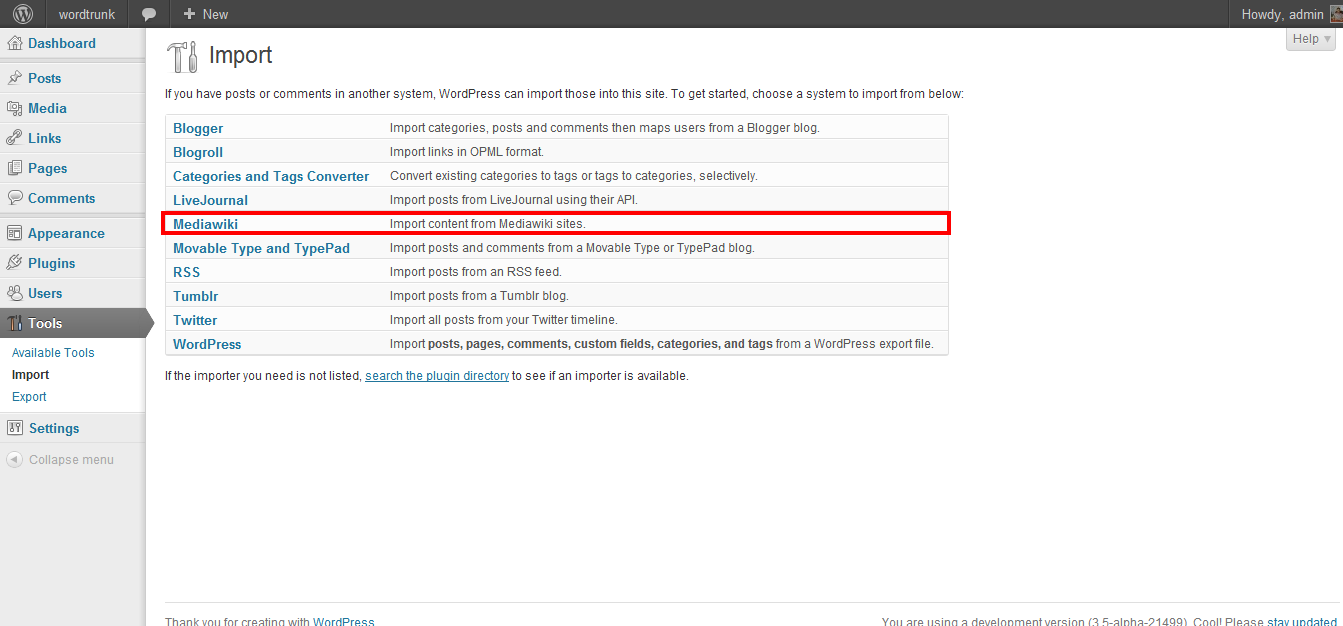 wordtrunk + New Howdy, admin
Help
Dashboard
Posts
Media
Links
Pages
Comments
Appearance
Plugins
Users
Tools
Available Tools
Import
Export
Settings
Collapse menu
Import
If you have posts or comments in another system, WordPress can import those into this site. To get started, choose a system to import from below:
Blogger Import categories, posts and comments then maps users from a Blogger blog.
Blogroll Import links in OPML format.
Categories and Tags Converter Convert existing categories to tags or tags to categories, selectively.
LiveJournal Import posts from LiveJournal using their API.
Mediawiki Import content from Mediawiki sites.
Movable Type and TypePad Import posts and comments from a Movable Type or TypePad blog.
RSS Import posts from an RSS feed.
Tumblr Import posts from a Tumblr blog.
Twitter Import all posts from your Twitter timeline.
WordPress Import posts, pages, comments, custom fields, categories, and tags from a WordPress export file.
If the importer you need is not listed, search the plugin directory to see if an importer is available.
Thank you for creating with WordPress You are using a development version (3.5-alpha-21499). Cool! Please stay updated